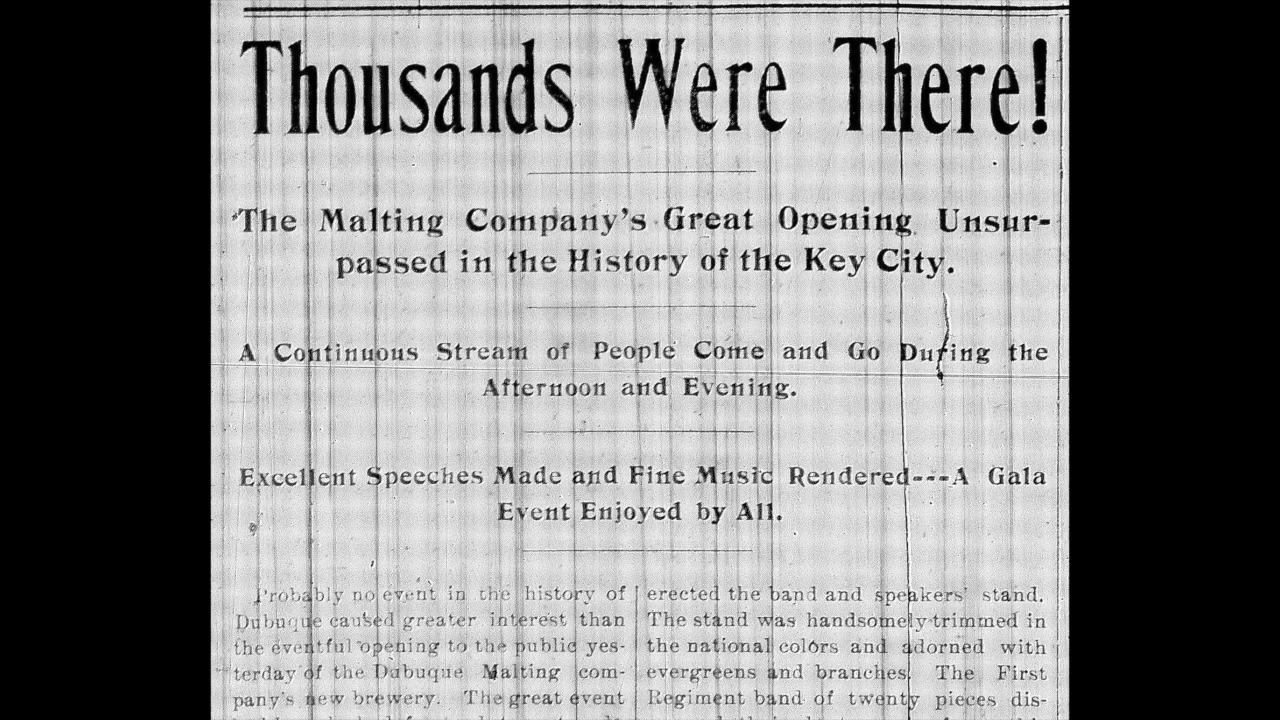 Thousands Were There!
The Malting Company's Great Opening Unsur-
passed in the History of the Key City.
A Continuous Stream of People Come and Go During the
Afternoon and Evening.
Excellent Speeches Made and Fine Music Rendered---A Gala
Event Enjoyed by All.
Probably no event in the history of
Dubuque caused greater interest than
the eventful opening to the public yes-
terday of the Dubuque Malting com-
pany's new brewery. The great event
erected the band and speakers' stand.
The stand was handsomely trimmed in
the national colors and adorned with
evergreens and branches. The First
Regiment band of twenty pieces dis-